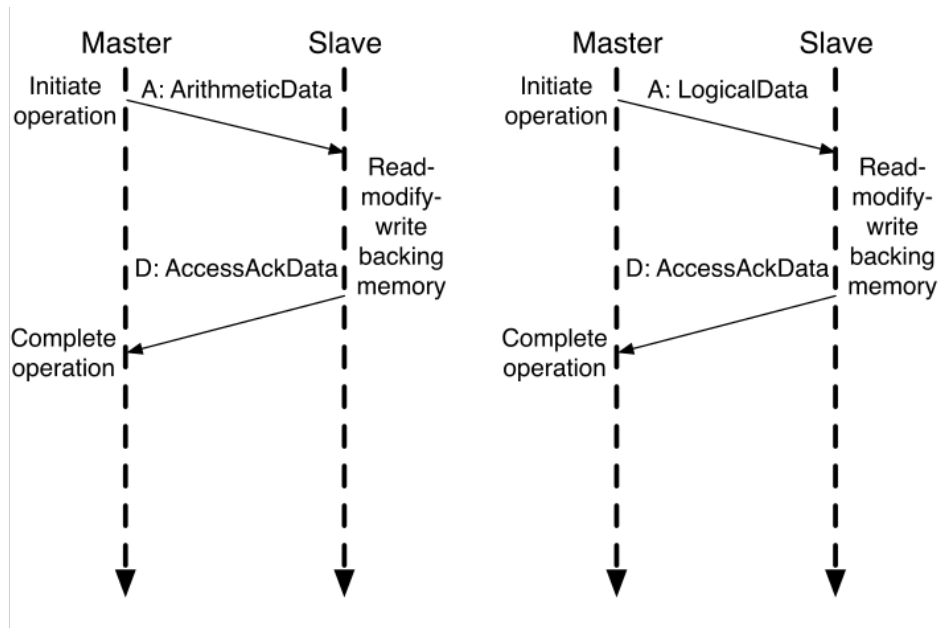 Master
Slave
Initiate
operation
A: ArithmeticData
Read-
modify-
write
backing
memory
D: AccessAckData
Complete
operation
Master
Slave
Initiate
operation
A: LogicalData
Read-
modify-
write
backing
memory
D: AccessAckData
Complete
operation